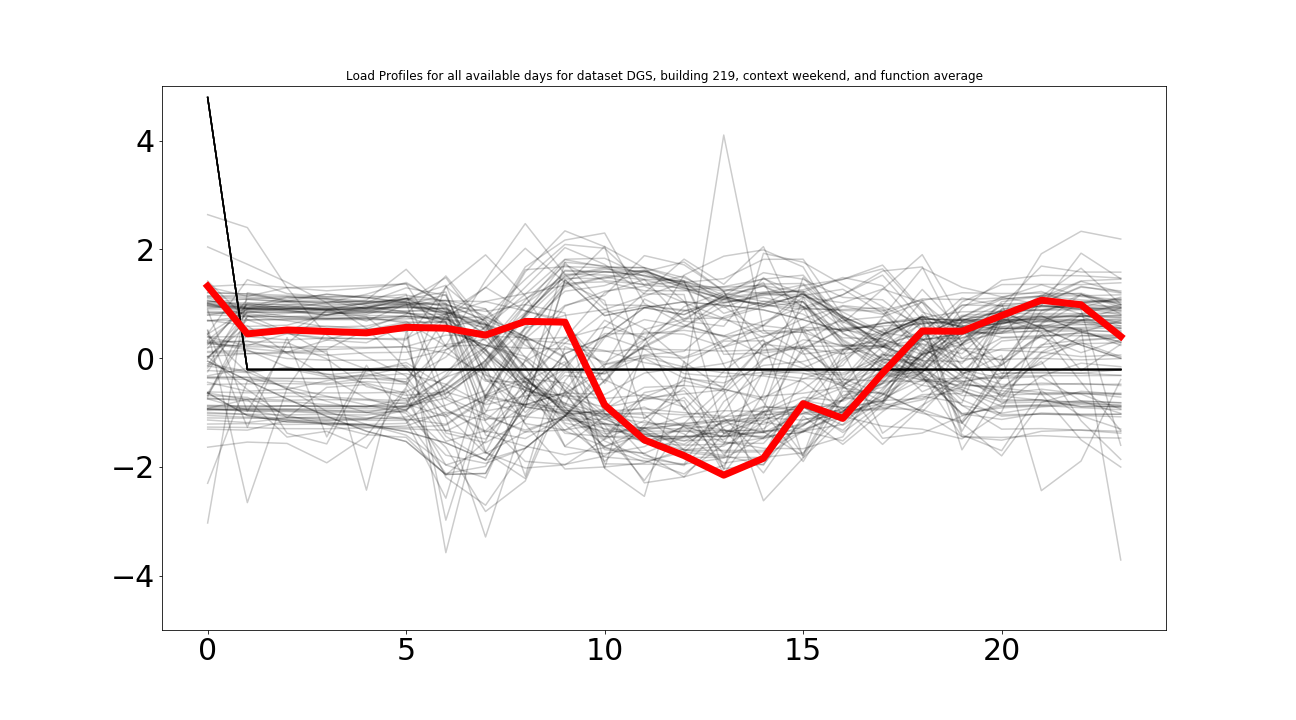 Load Profiles for all available days for dataset DGS, building 219, context weekend, and function average
4
2
0
−2
−4
0 5 10 15 20